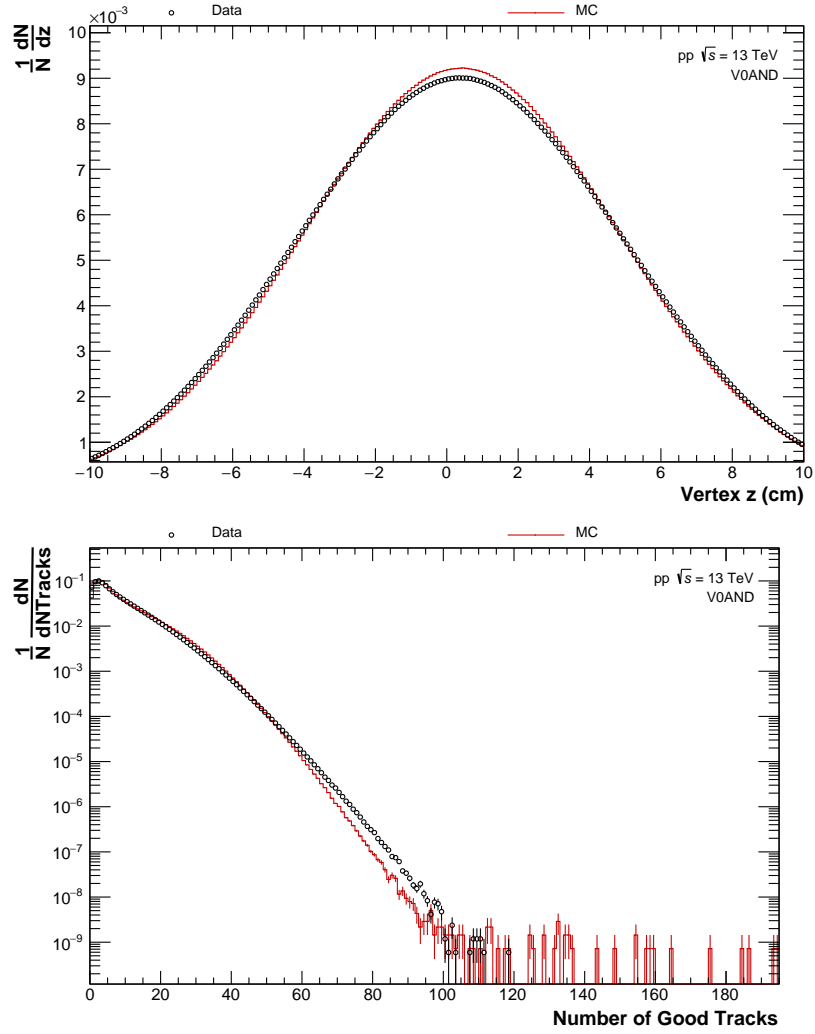 ×10⁻³
Data
MC
1/N dN/dz
10
9
8
7
6
5
4
3
2
1
pp √s = 13 TeV
V0AND
−10 −8 −6 −4 −2 0 2 4 6 8 10
Vertex z (cm)
Data
MC
1/N dN/dNTracks
10⁻¹
10⁻²
10⁻³
10⁻⁴
10⁻⁵
10⁻⁶
10⁻⁷
10⁻⁸
10⁻⁹
pp √s = 13 TeV
V0AND
0 20 40 60 80 100 120 140 160 180
Number of Good Tracks